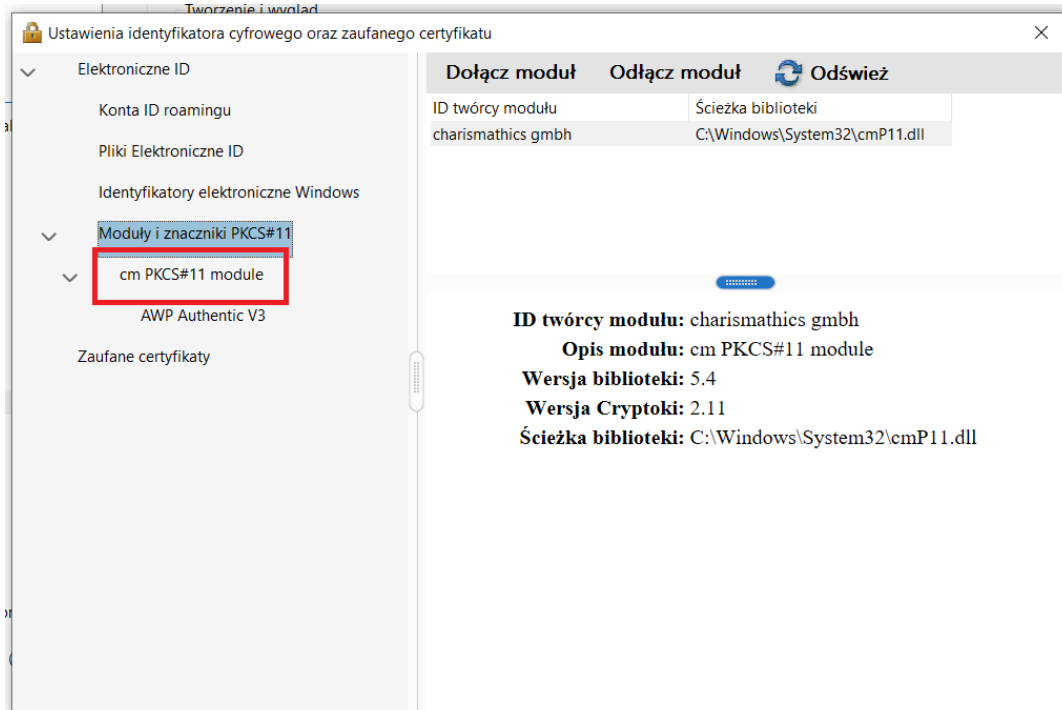 Tworzenie i wygląd
Ustawienia identyfikatora cyfrowego oraz zaufanego certyfikatu
Elektroniczne ID
Konta ID roamingu
Pliki Elektroniczne ID
Identyfikatory elektroniczne Windows
Moduły i znaczniki PKCS#11
cm PKCS#11 module
AWP Authentic V3
Zaufane certyfikaty
Dołącz moduł Odłącz moduł Odśwież
ID twórcy modułu Ścieżka biblioteki
charismathics gmbh C:\Windows\System32\cmP11.dll
ID twórcy modułu: charismathics gmbh
Opis modułu: cm PKCS#11 module
Wersja biblioteki: 5.4
Wersja Cryptoki: 2.11
Ścieżka biblioteki: C:\Windows\System32\cmP11.dll